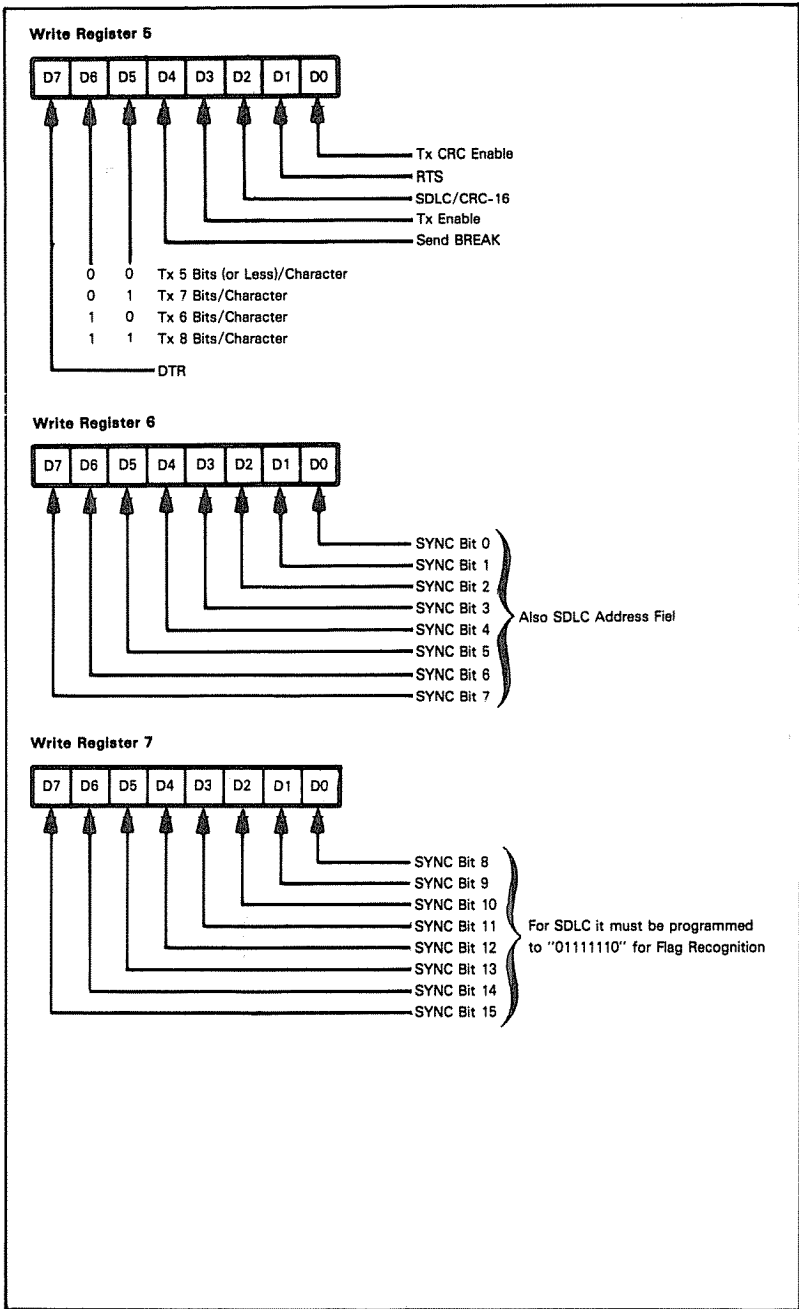 Write Register 5
D7 D6 D5 D4 D3 D2 D1 D0
Tx CRC Enable
RTS
SDLC/CRC-16
Tx Enable
Send BREAK
0 0 Tx 5 Bits (or Less)/Character
0 1 Tx 7 Bits/Character
1 0 Tx 6 Bits/Character
1 1 Tx 8 Bits/Character
DTR
Write Register 6
D7 D6 D5 D4 D3 D2 D1 D0
SYNC Bit 0
SYNC Bit 1
SYNC Bit 2
SYNC Bit 3
SYNC Bit 4
SYNC Bit 5
SYNC Bit 6
SYNC Bit 7
Also SDLC Address Fiel
Write Register 7
D7 D6 D5 D4 D3 D2 D1 D0
SYNC Bit 8
SYNC Bit 9
SYNC Bit 10
SYNC Bit 11
SYNC Bit 12
SYNC Bit 13
SYNC Bit 14
SYNC Bit 15
For SDLC it must be programmed
to "01111110" for Flag Recognition